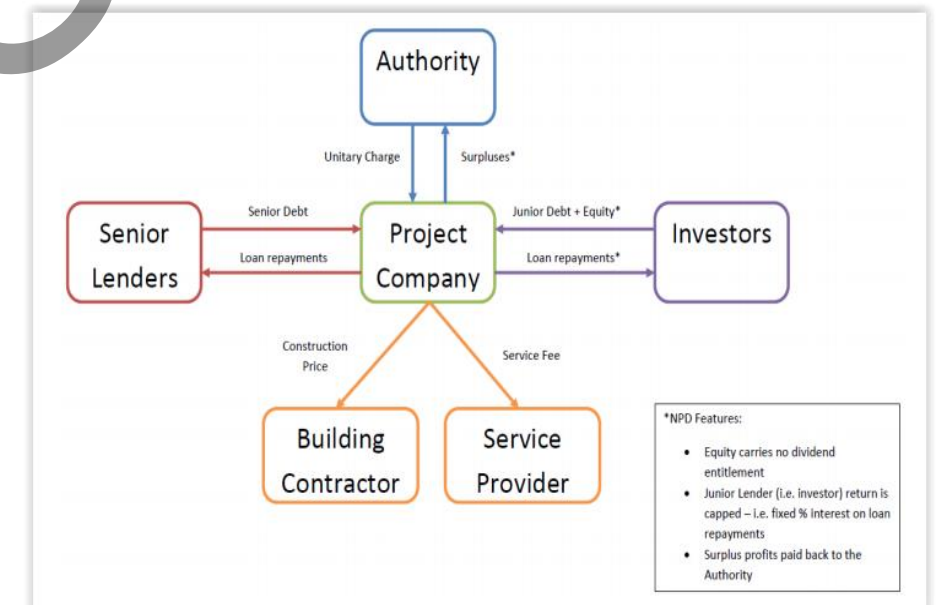 Authority
Unitary Charge
Surpluses*
Senior
Lenders
Senior Debt
Loan repayments
Project
Company
Junior Debt + Equity*
Loan repayments*
Investors
Construction
Price
Service Fee
Building
Contractor
Service
Provider
*NPD Features:
• Equity carries no dividend
entitlement
• Junior Lender (i.e. investor) return is
capped – i.e. fixed % interest on loan
repayments
• Surplus profits paid back to the
Authority